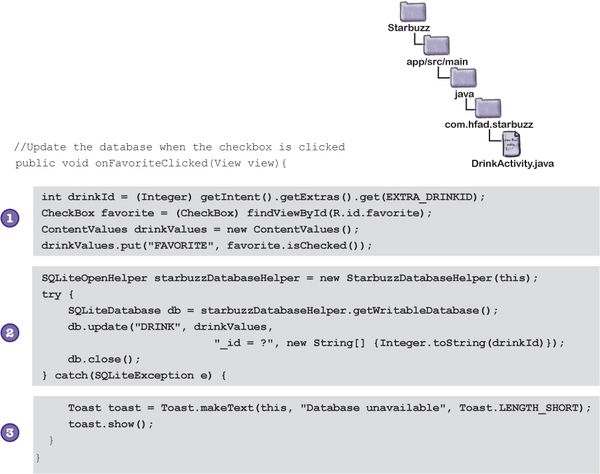 Starbuzz
app/src/main
java
com.hfad.starbuzz
DrinkActivity.java
//Update the database when the checkbox is clicked
public void onFavoriteClicked(View view){
1
int drinkId = (Integer) getIntent().getExtras().get(EXTRA_DRINKID);
CheckBox favorite = (CheckBox) findViewById(R.id.favorite);
ContentValues drinkValues = new ContentValues();
drinkValues.put("FAVORITE", favorite.isChecked());
2
SQLiteOpenHelper starbuzzDatabaseHelper = new StarbuzzDatabaseHelper(this);
try {
SQLiteDatabase db = starbuzzDatabaseHelper.getWritableDatabase();
db.update("DRINK", drinkValues,
"_id = ?", new String[] {Integer.toString(drinkId)});
db.close();
} catch(SQLiteException e) {
3
Toast toast = Toast.makeText(this, "Database unavailable", Toast.LENGTH_SHORT);
toast.show();
}
}